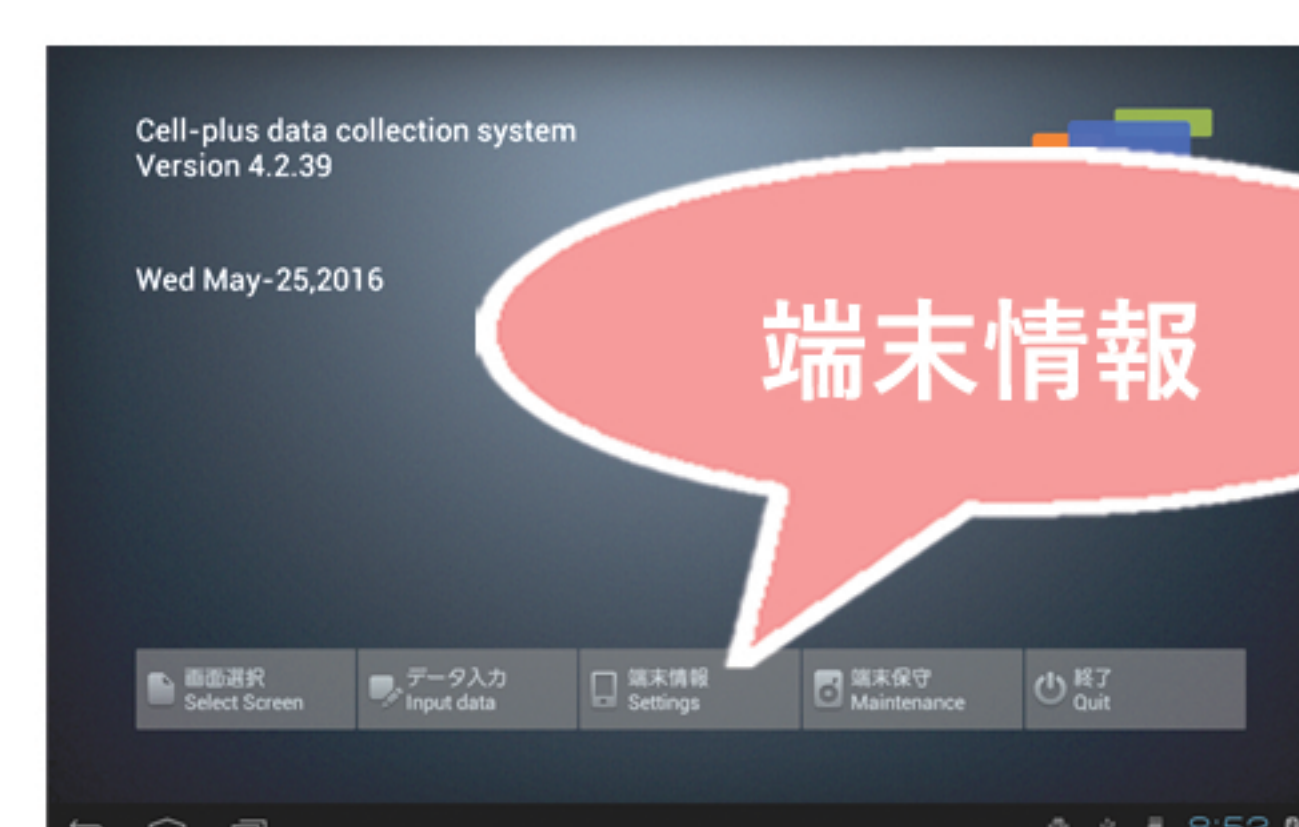 Cell-plus data collection system
Version 4.2.39
Wed May-25,2016
端末情報
画面選択
Select Screen
データ入力
Input data
端末情報
Settings
端末保守
Maintenance
終了
Quit
8:53